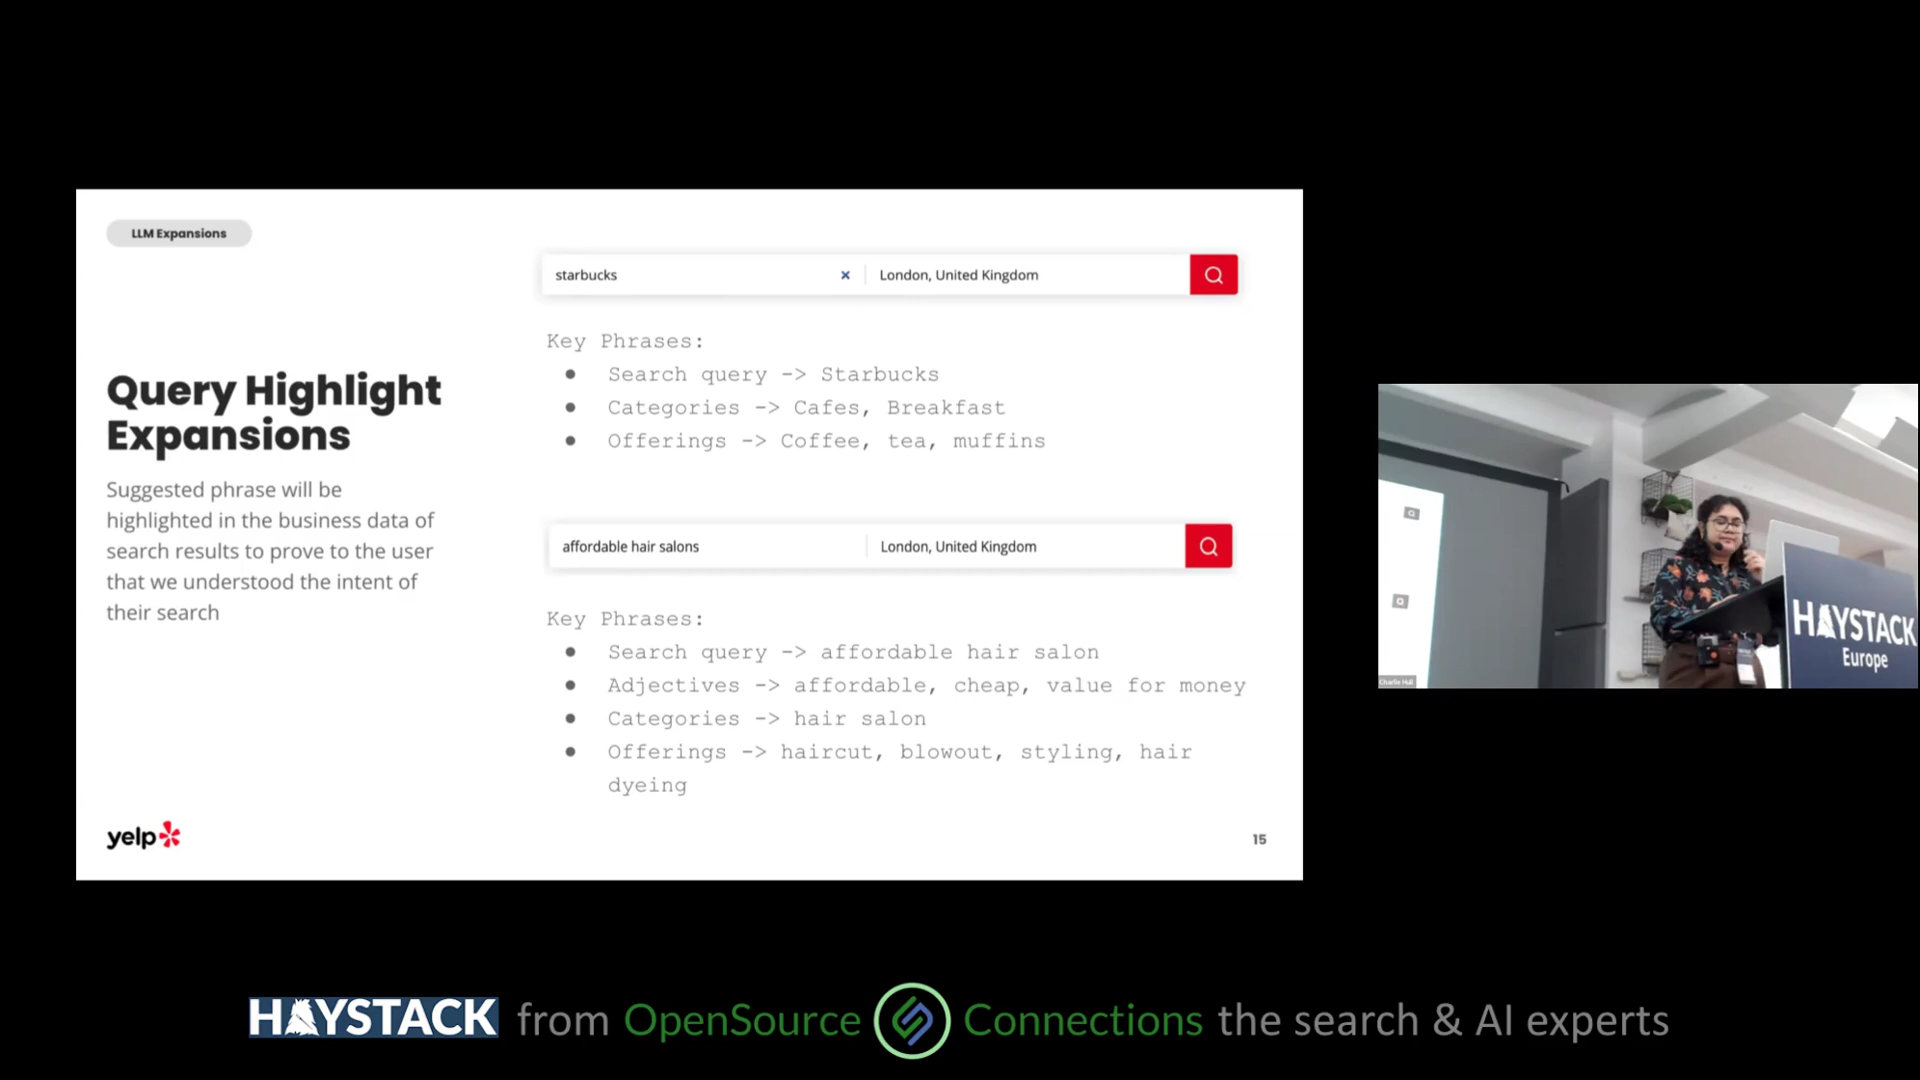 LLM Expansions
Query Highlight
Expansions
Suggested phrase will be
highlighted in the business data of
search results to prove to the user
that we understood the intent of
their search
starbucks × London, United Kingdom
Key Phrases:
● Search query -> Starbucks
● Categories -> Cafes, Breakfast
● Offerings -> Coffee, tea, muffins
affordable hair salons London, United Kingdom
Key Phrases:
● Search query -> affordable hair salon
● Adjectives -> affordable, cheap, value for money
● Categories -> hair salon
● Offerings -> haircut, blowout, styling, hair
dyeing
yelp
15
HAYSTACK
Europe
Charlie Hull
HAYSTACK from OpenSource Connections the search & AI experts